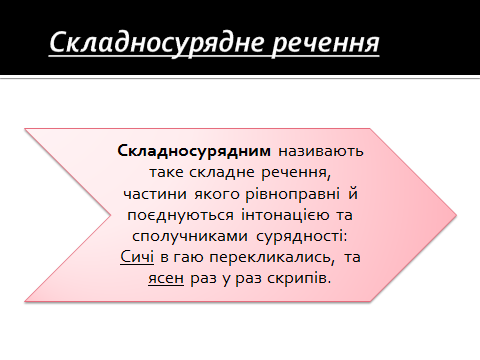 Складносурядне речення
Складносурядним називають
таке складне речення,
частини якого рівноправні й
поєднуються інтонацією та
сполучниками сурядності:
Сичі в гаю перекликались, та
ясен раз у раз скрипів.